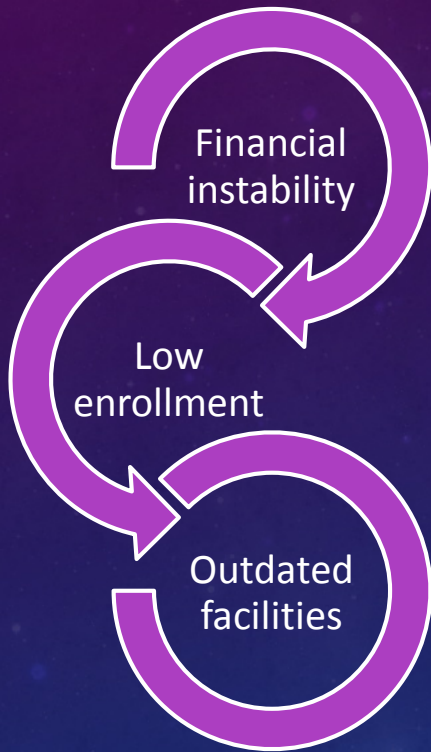 Financial
instability
Low
enrollment
Outdated
facilities